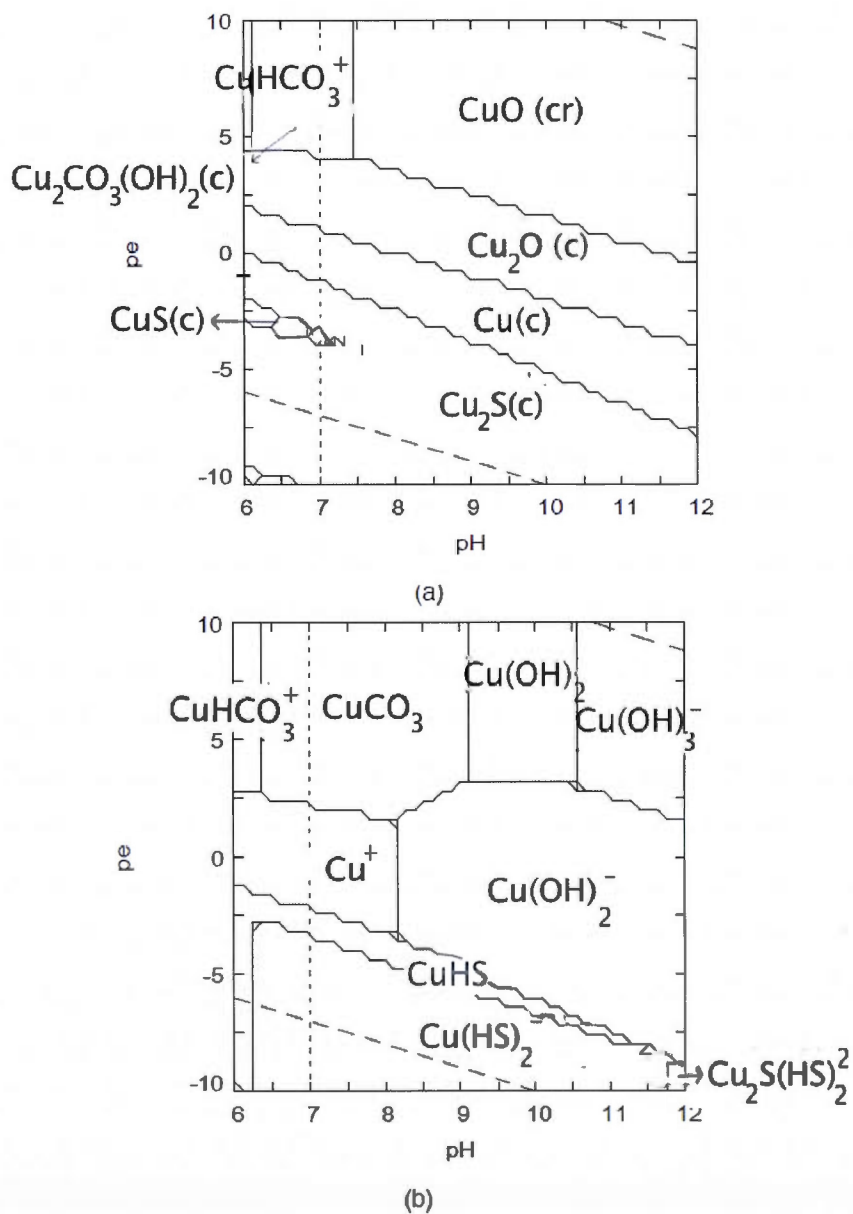 10
CuHCO₃⁺
CuO (cr)
5
Cu₂CO₃(OH)₂(c)
Cu₂O (c)
0
pe
Cu(c)
CuS(c)
-5
Cu₂S(c)
-10
6 7 8 9 10 11 12
pH
(a)
10
Cu(OH)₂
CuHCO₃⁺ CuCO₃ Cu(OH)₃⁻
5
pe
0
Cu⁺
Cu(OH)₂⁻
-5
CuHS
Cu(HS)₂
-10
Cu₂S(HS)₂²
6 7 8 9 10 11 12
pH
(b)